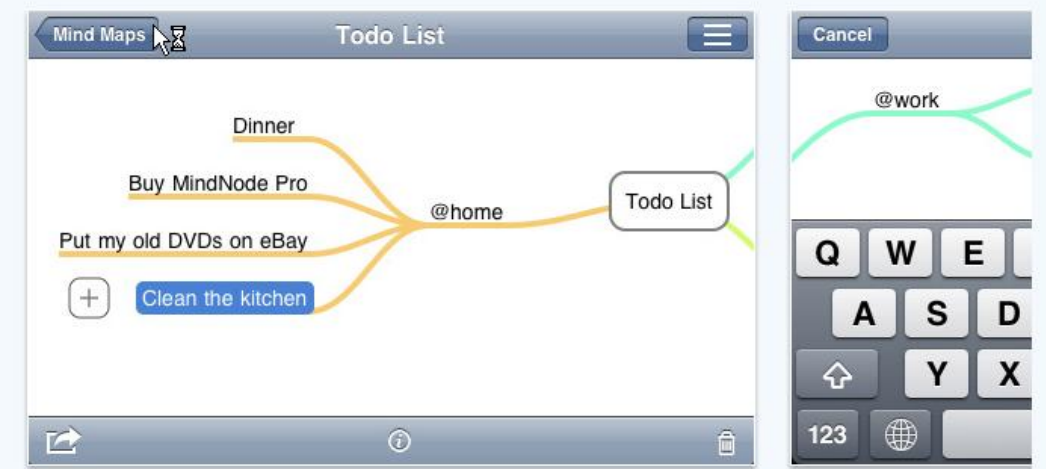 Mind Maps
Todo List
Dinner
Buy MindNode Pro
@home
Todo List
Put my old DVDs on eBay
Clean the kitchen
Cancel
@work
Q W E
A S D
Y X
123